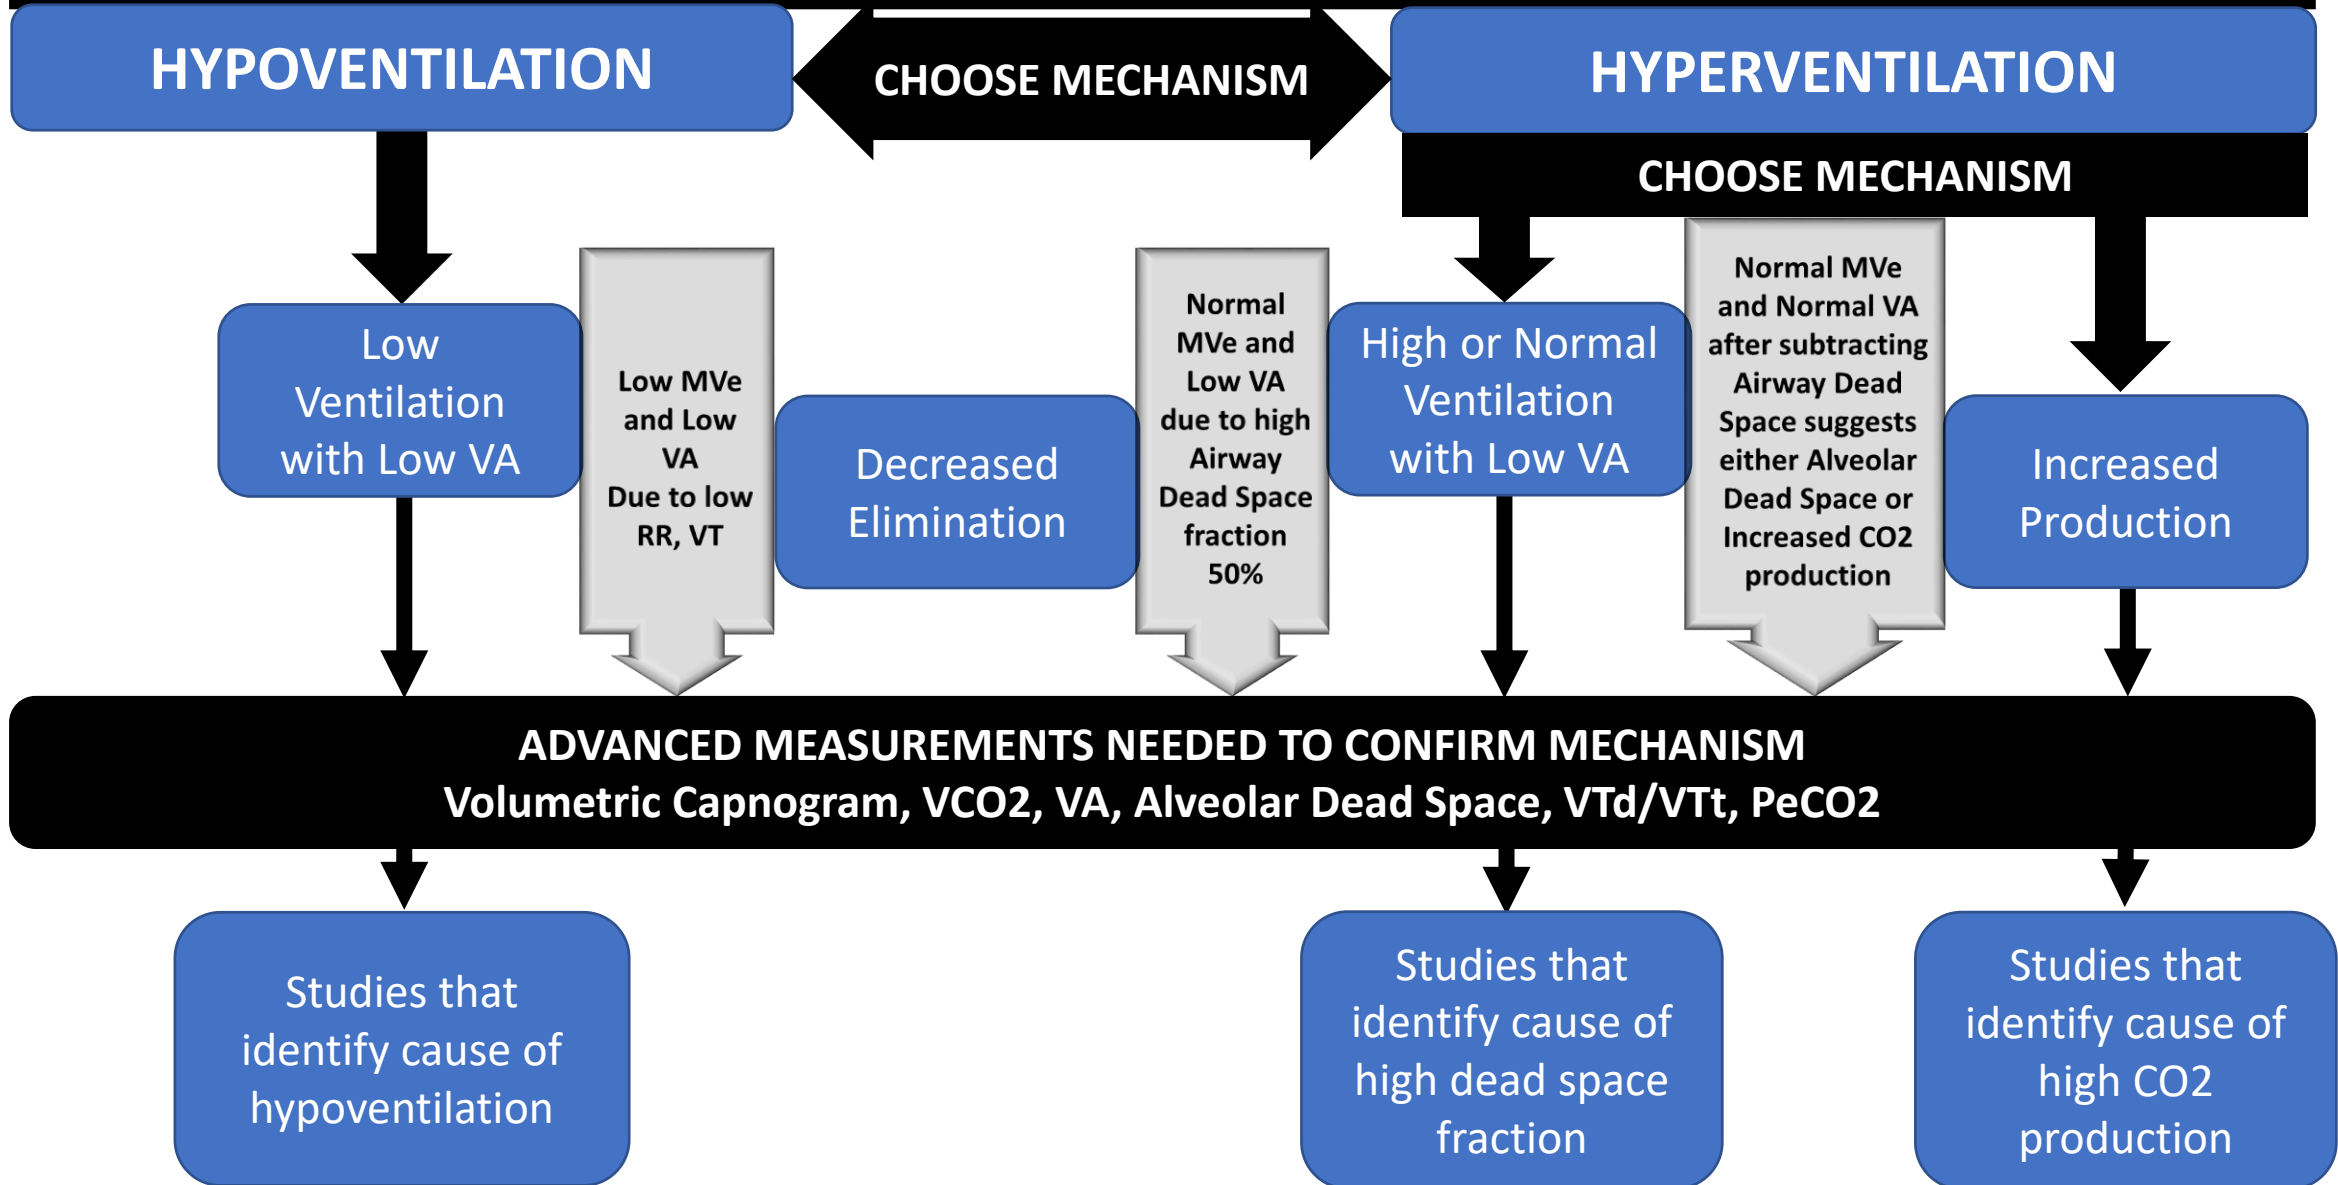 HYPOVENTILATION
CHOOSE MECHANISM
HYPERVENTILATION
CHOOSE MECHANISM
Low
Ventilation
with Low VA
Low MVe
and Low
VA
Due to low
RR, VT
Decreased
Elimination
Normal
MVe and
Low VA
due to high
Airway
Dead Space
fraction
50%
High or Normal
Ventilation
with Low VA
Normal MVe
and Normal VA
after subtracting
Airway Dead
Space suggests
either Alveolar
Dead Space or
Increased CO2
production
Increased
Production
ADVANCED MEASUREMENTS NEEDED TO CONFIRM MECHANISM
Volumetric Capnogram, VCO2, VA, Alveolar Dead Space, VTd/VTt, PeCO2
Studies that
identify cause of
hypoventilation
Studies that
identify cause of
high dead space
fraction
Studies that
identify cause of
high CO2
production